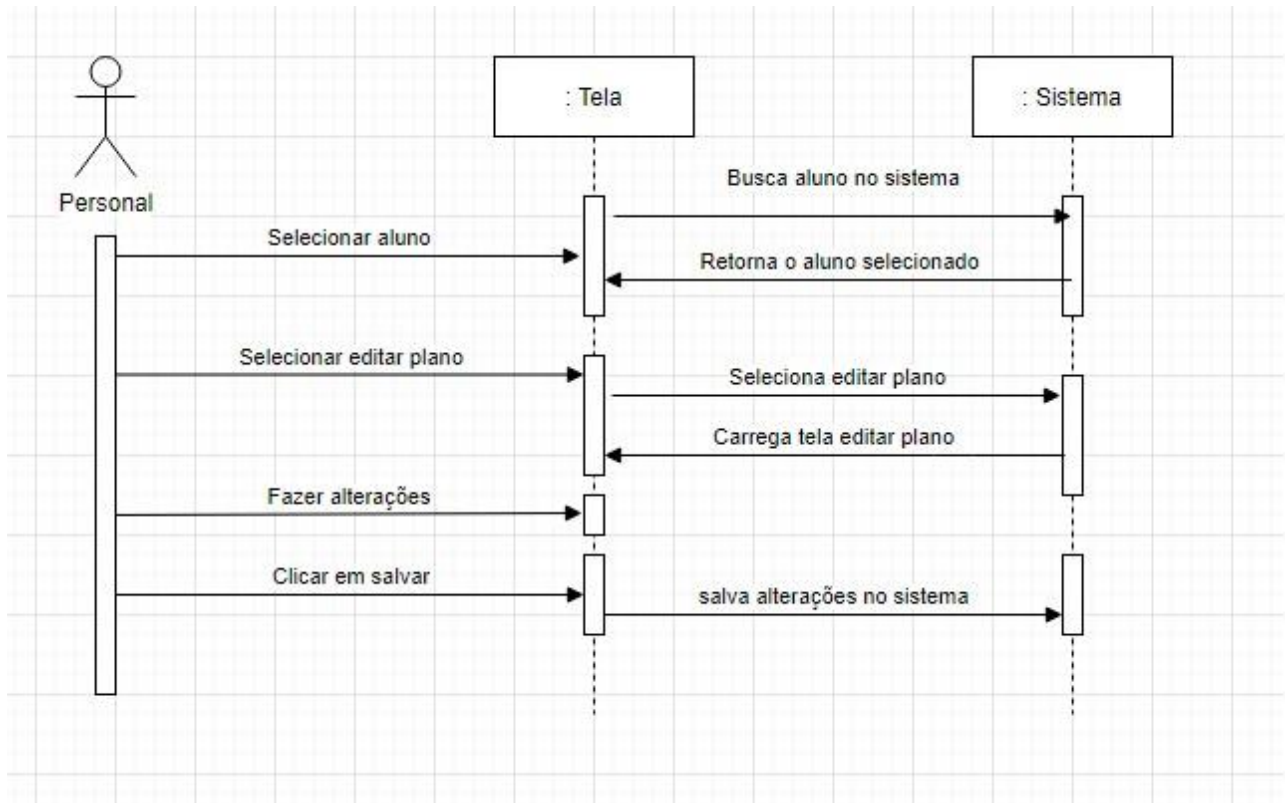 : Tela
: Sistema
Personal
Busca aluno no sistema
Selecionar aluno
Retorna o aluno selecionado
Selecionar editar plano
Seleciona editar plano
Carrega tela editar plano
Fazer alterações
Clicar em salvar
salva alterações no sistema